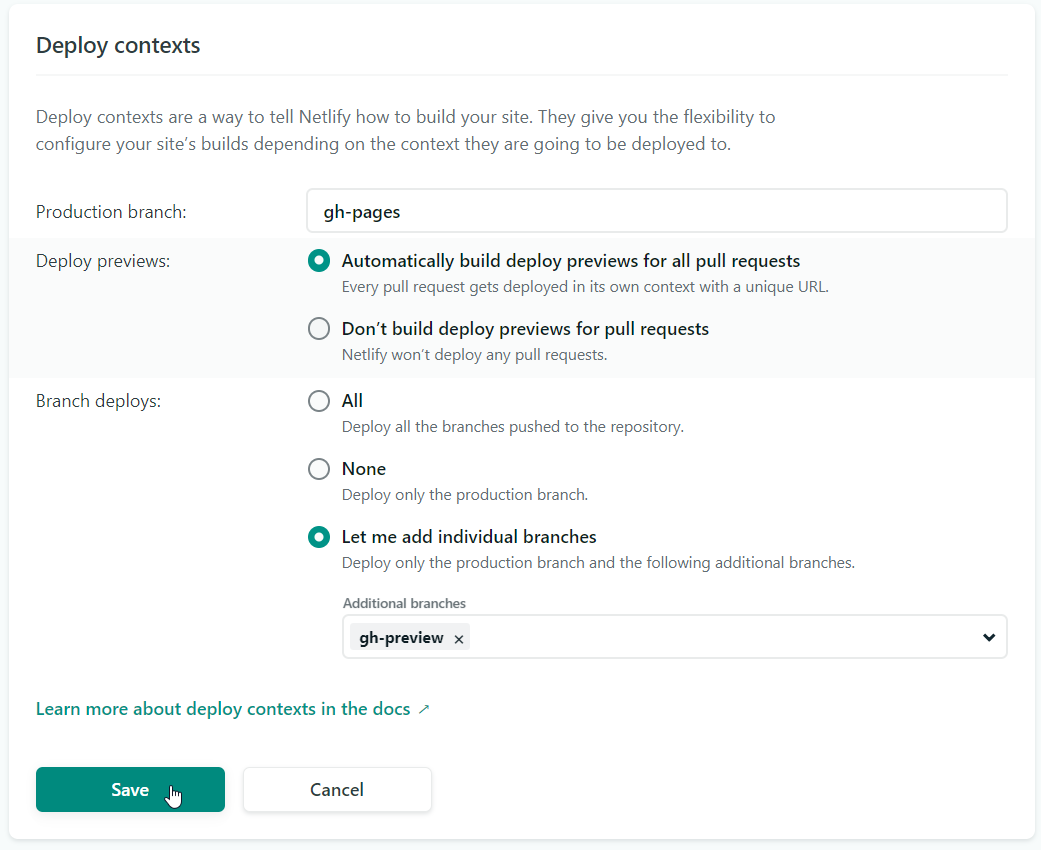 Deploy contexts
Deploy contexts are a way to tell Netlify how to build your site. They give you the flexibility to
configure your site’s builds depending on the context they are going to be deployed to.
Production branch:
gh-pages
Deploy previews:
Automatically build deploy previews for all pull requests
Every pull request gets deployed in its own context with a unique URL.
Don’t build deploy previews for pull requests
Netlify won’t deploy any pull requests.
Branch deploys:
All
Deploy all the branches pushed to the repository.
None
Deploy only the production branch.
Let me add individual branches
Deploy only the production branch and the following additional branches.
Additional branches
gh-preview ×
Learn more about deploy contexts in the docs ↗
Save
Cancel